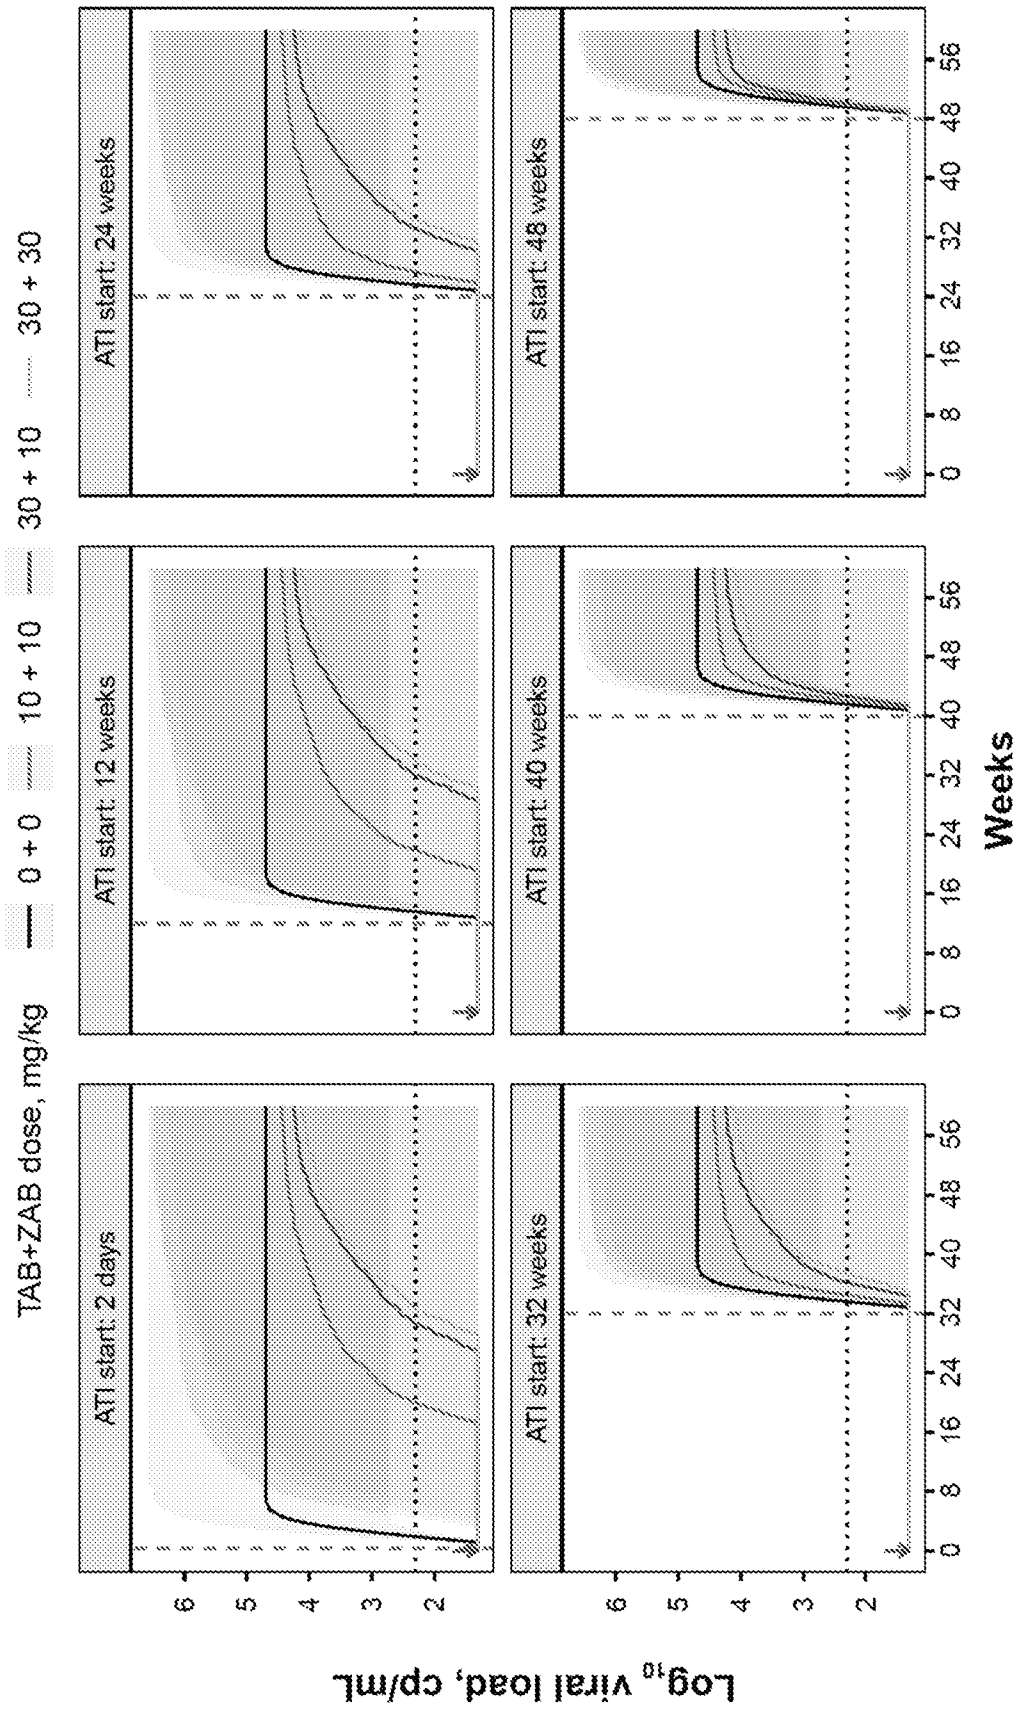 TAB+ZAB dose, mg/kg 0 + 0 10 + 10 30 + 10 30 + 30
ATI start: 2 days
ATI start: 12 weeks
ATI start: 24 weeks
6
5
4
3
2
ATI start: 32 weeks
ATI start: 40 weeks
ATI start: 48 weeks
6
5
4
3
2
0 8 16 24 32 40 48 56
0 8 16 24 32 40 48 56
0 8 16 24 32 40 48 56
Weeks
Log₁₀ viral load, cp/mL